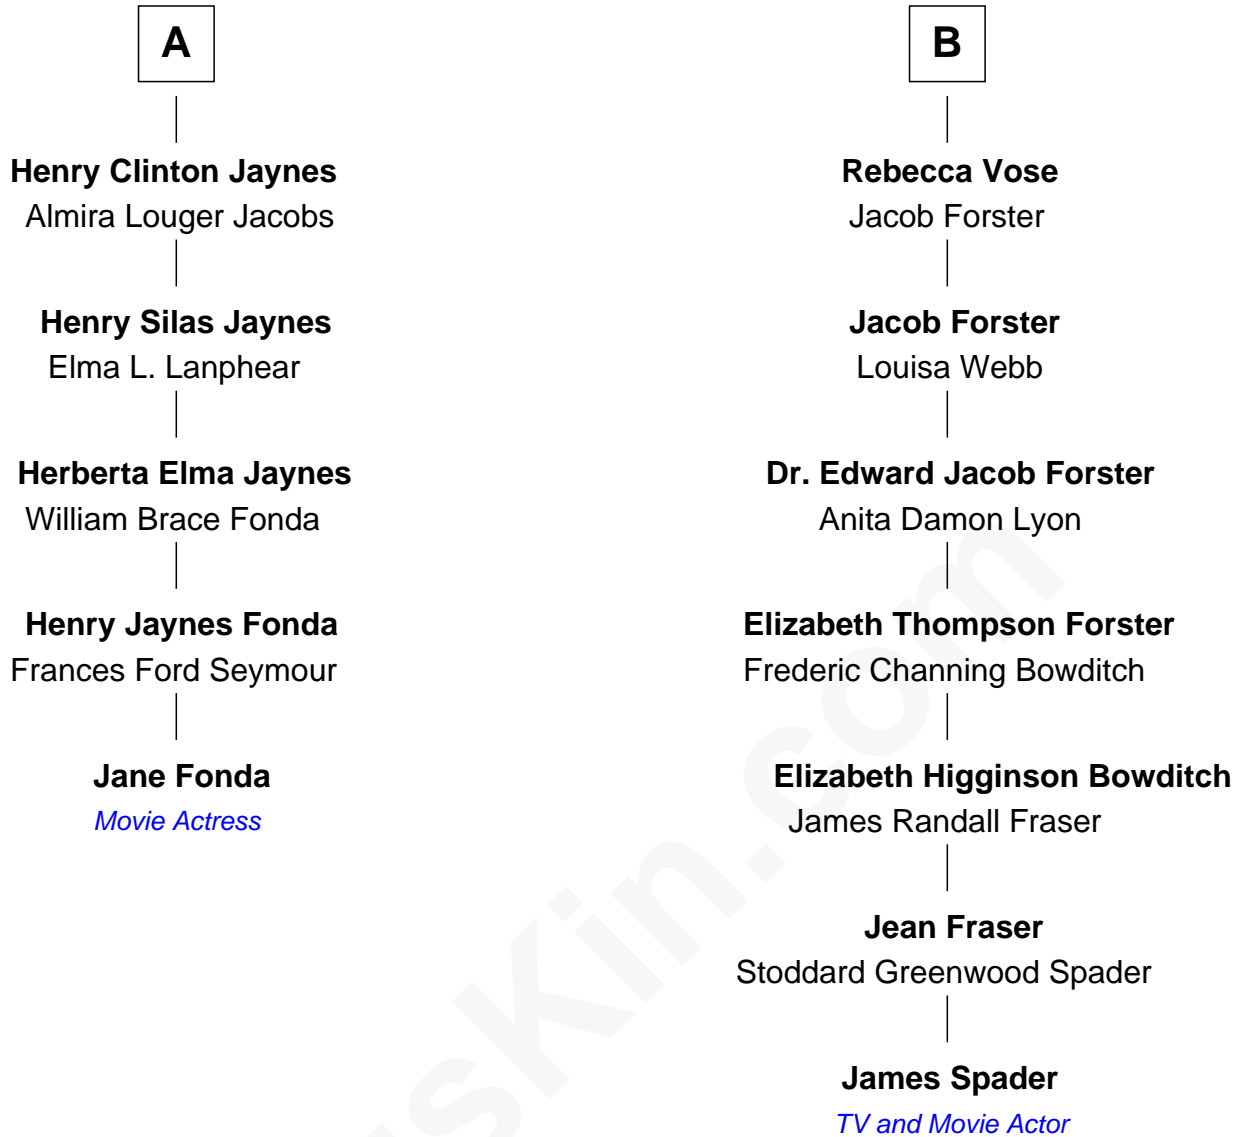 A
Henry Clinton Jaynes
Almira Louger Jacobs
Henry Silas Jaynes
Elma L. Lanphear
Herberta Elma Jaynes
William Brace Fonda
Henry Jaynes Fonda
Frances Ford Seymour
Jane Fonda
Movie Actress
B
Rebecca Vose
Jacob Forster
Jacob Forster
Louisa Webb
Dr. Edward Jacob Forster
Anita Damon Lyon
Elizabeth Thompson Forster
Frederic Channing Bowditch
Elizabeth Higginson Bowditch
James Randall Fraser
Jean Fraser
Stoddard Greenwood Spader
James Spader
TV and Movie Actor
sKin.com